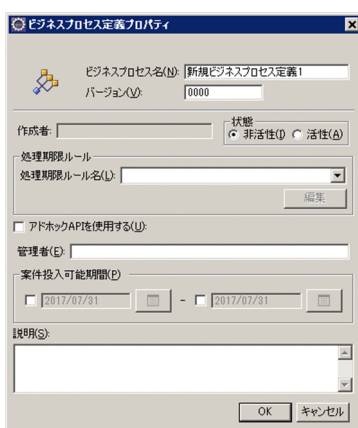 ビジネスプロセス定義プロパティ
ビジネスプロセス名(N): 新規ビジネスプロセス定義1
バージョン(V): 0000
作成者:
状態
非活性(I) 活性(A)
処理期限ルール
処理期限ルール名(L):
編集
アドホックAPIを使用する(U):
管理者(E):
案件投入可能期間(P)
2017/07/31 - 2017/07/31
説明(S):
OK キャンセル